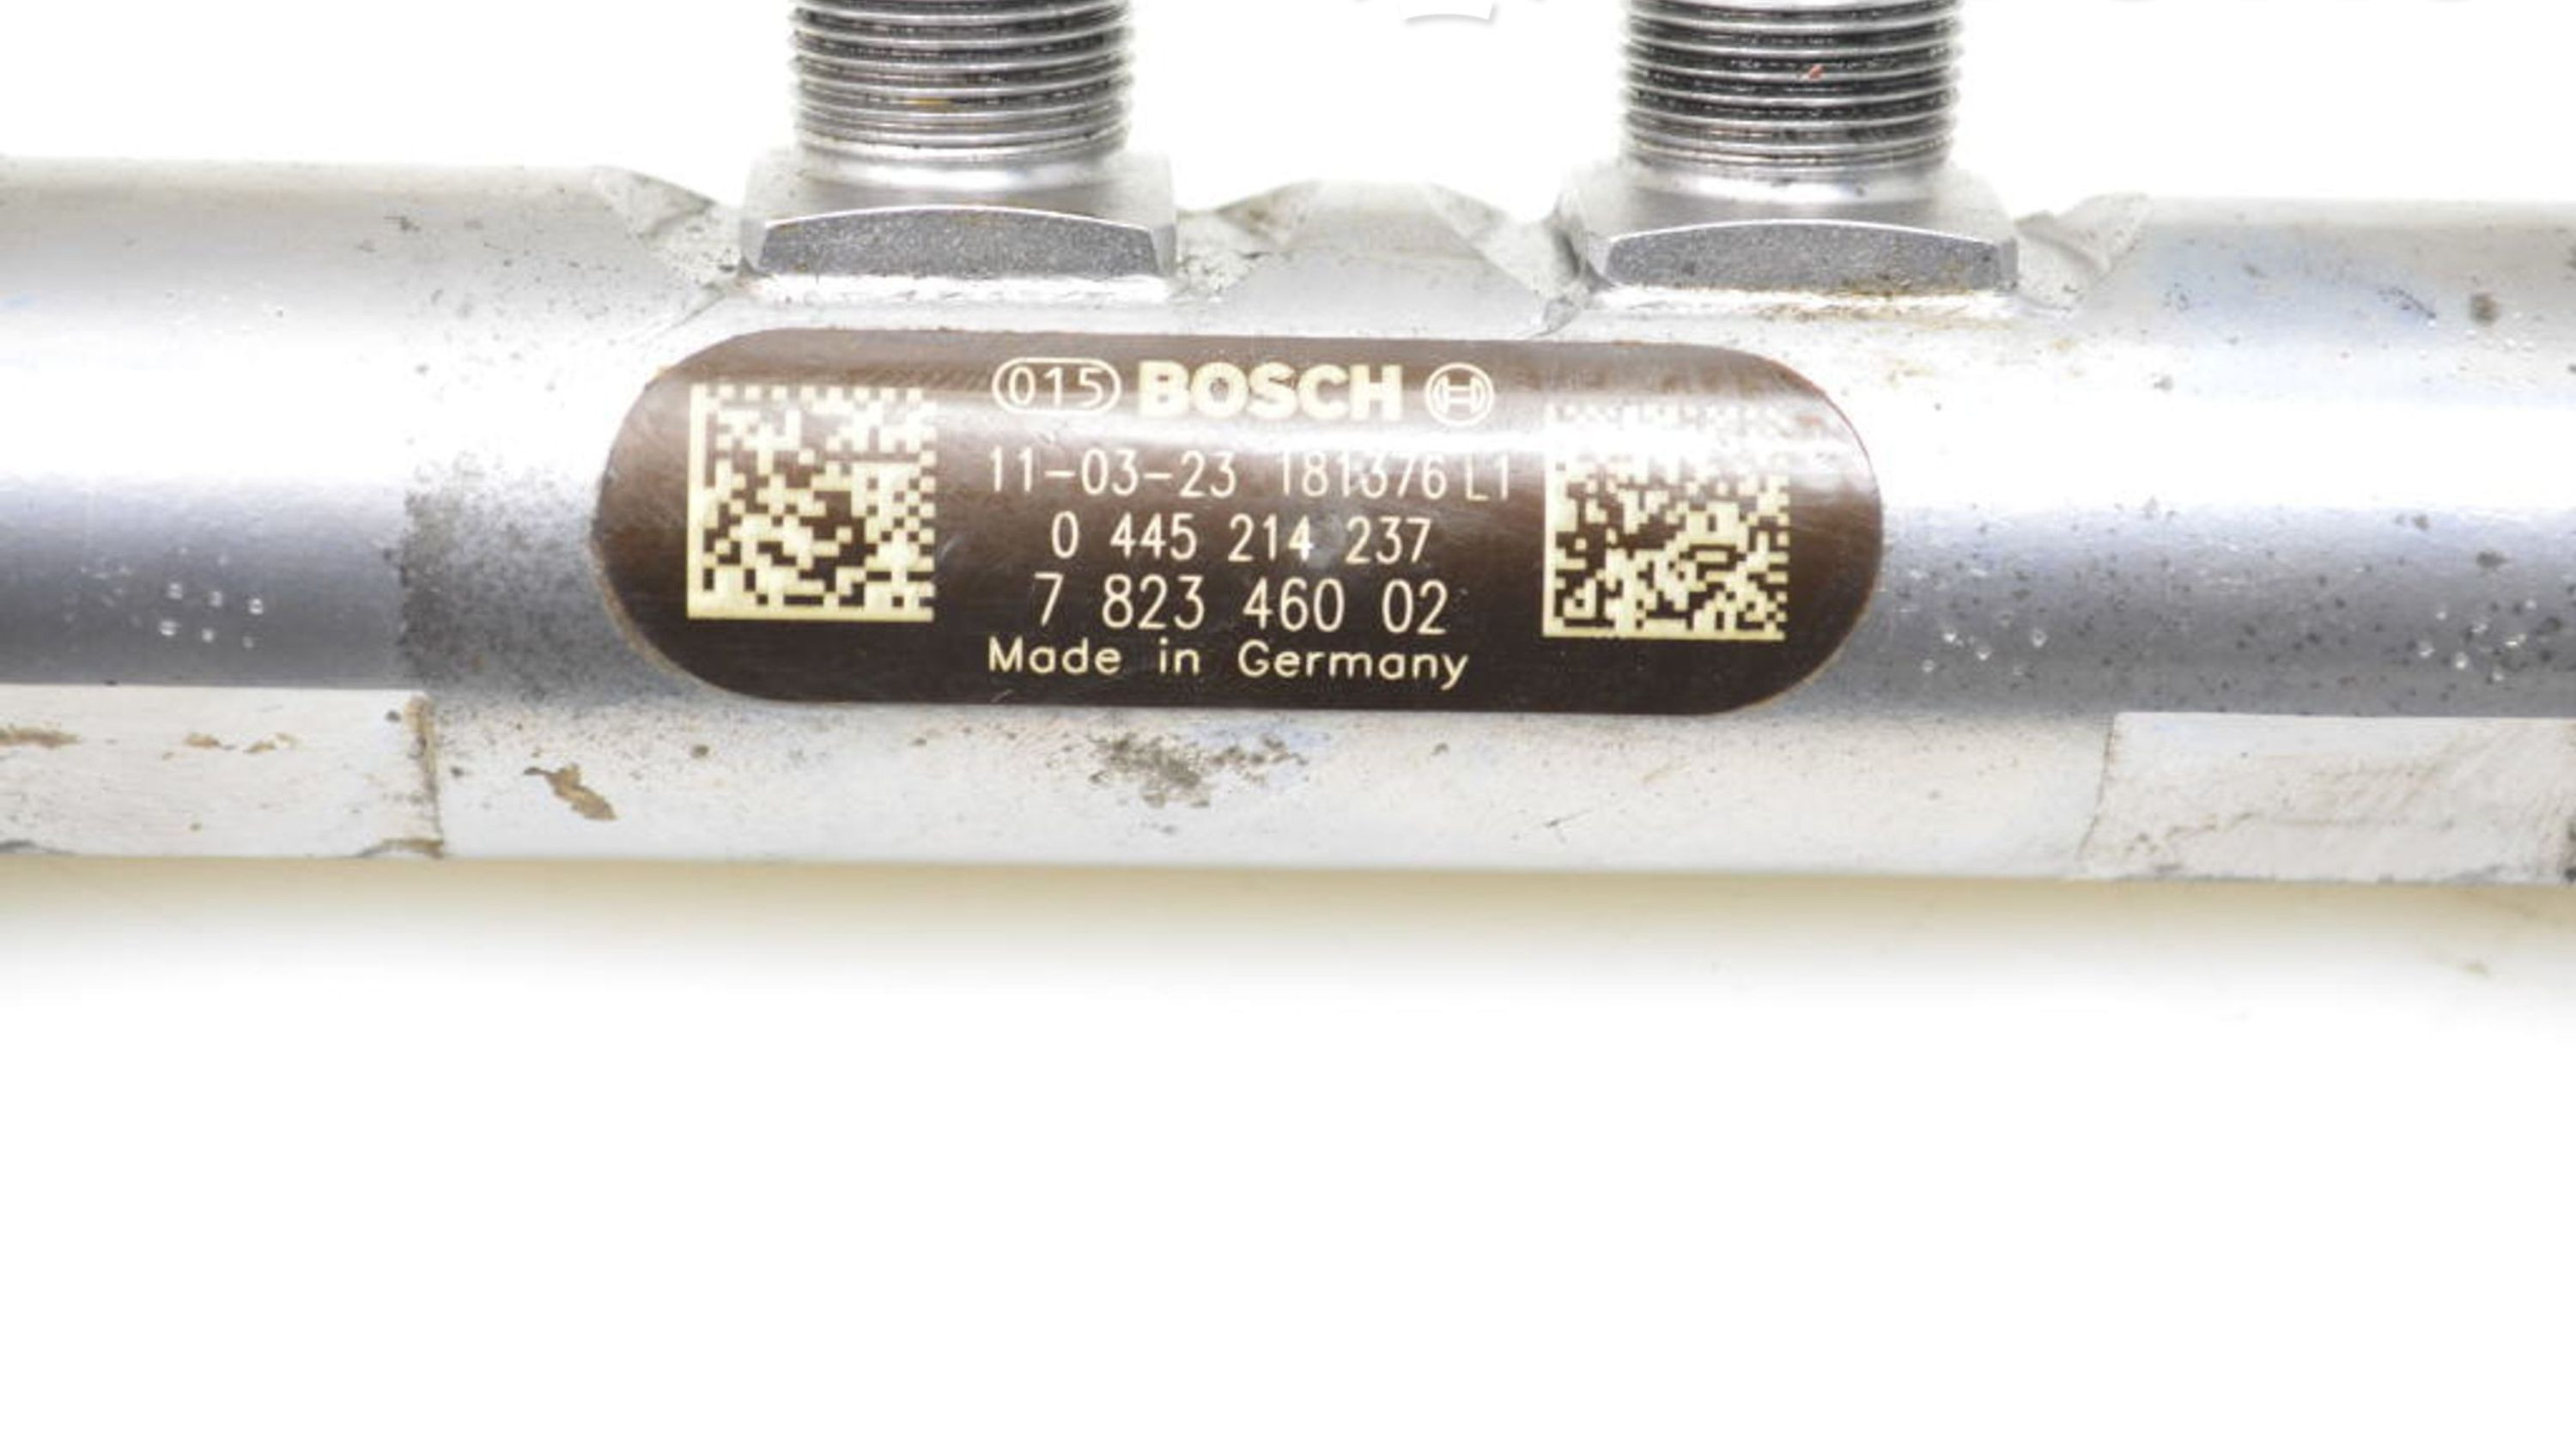 015 BOSCH
11-03-23 181376 L1
0 445 214 237
7 823 460 02
Made in Germany